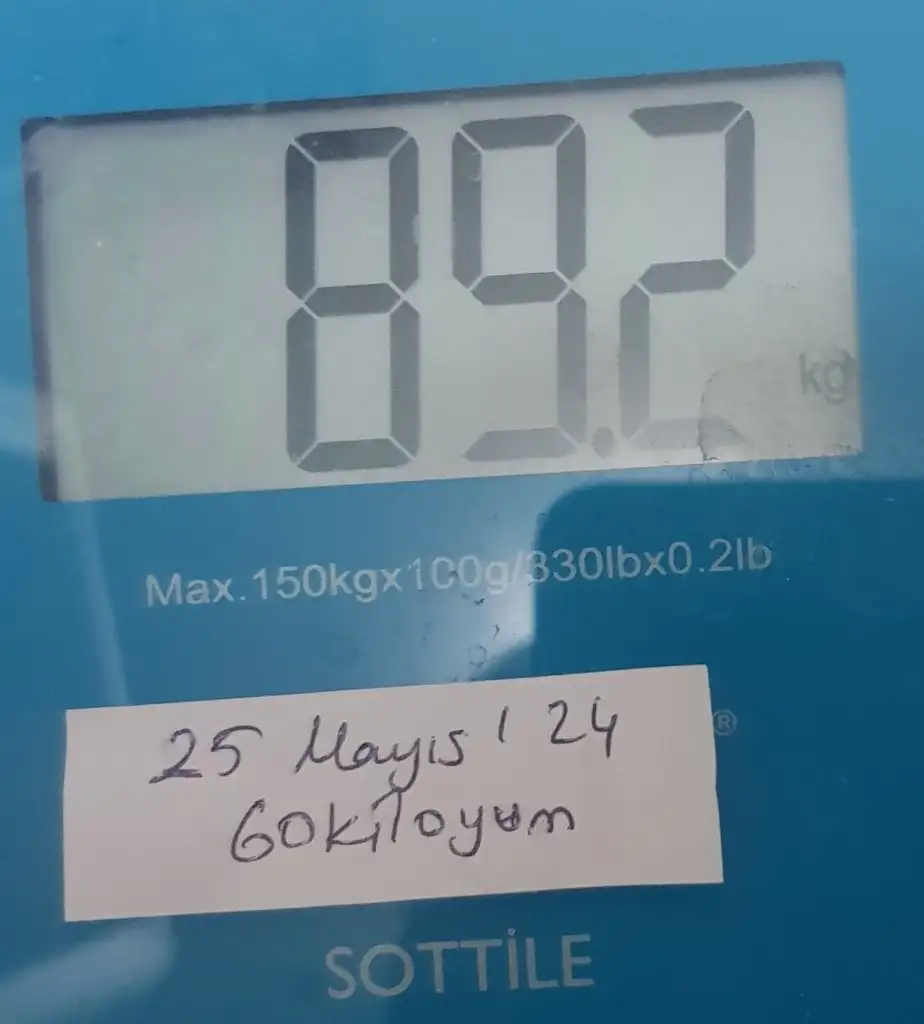 89.2
kg
Max.150kgx100g/330lbx0.2lb
®
25 Mayıs ' 24
60kiloyum
SOTTİLE